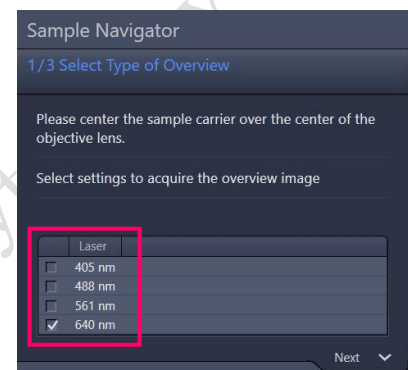 Sample Navigator
1/3 Select Type of Overview
Please center the sample carrier over the center of the
objective lens.
Select settings to acquire the overview image
Laser
405 nm
488 nm
561 nm
640 nm
Next